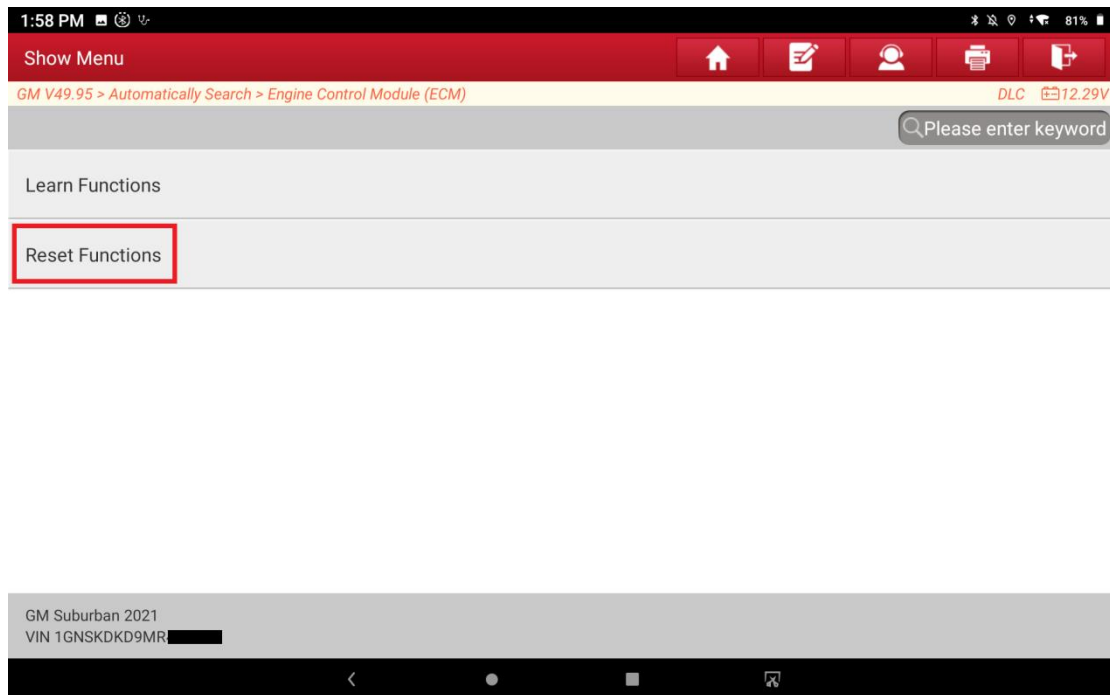 1:58 PM
81%
Show Menu
GM V49.95 > Automatically Search > Engine Control Module (ECM)
DLC 12.29V
Please enter keyword
Learn Functions
Reset Functions
GM Suburban 2021
VIN 1GNSKDKD9MR